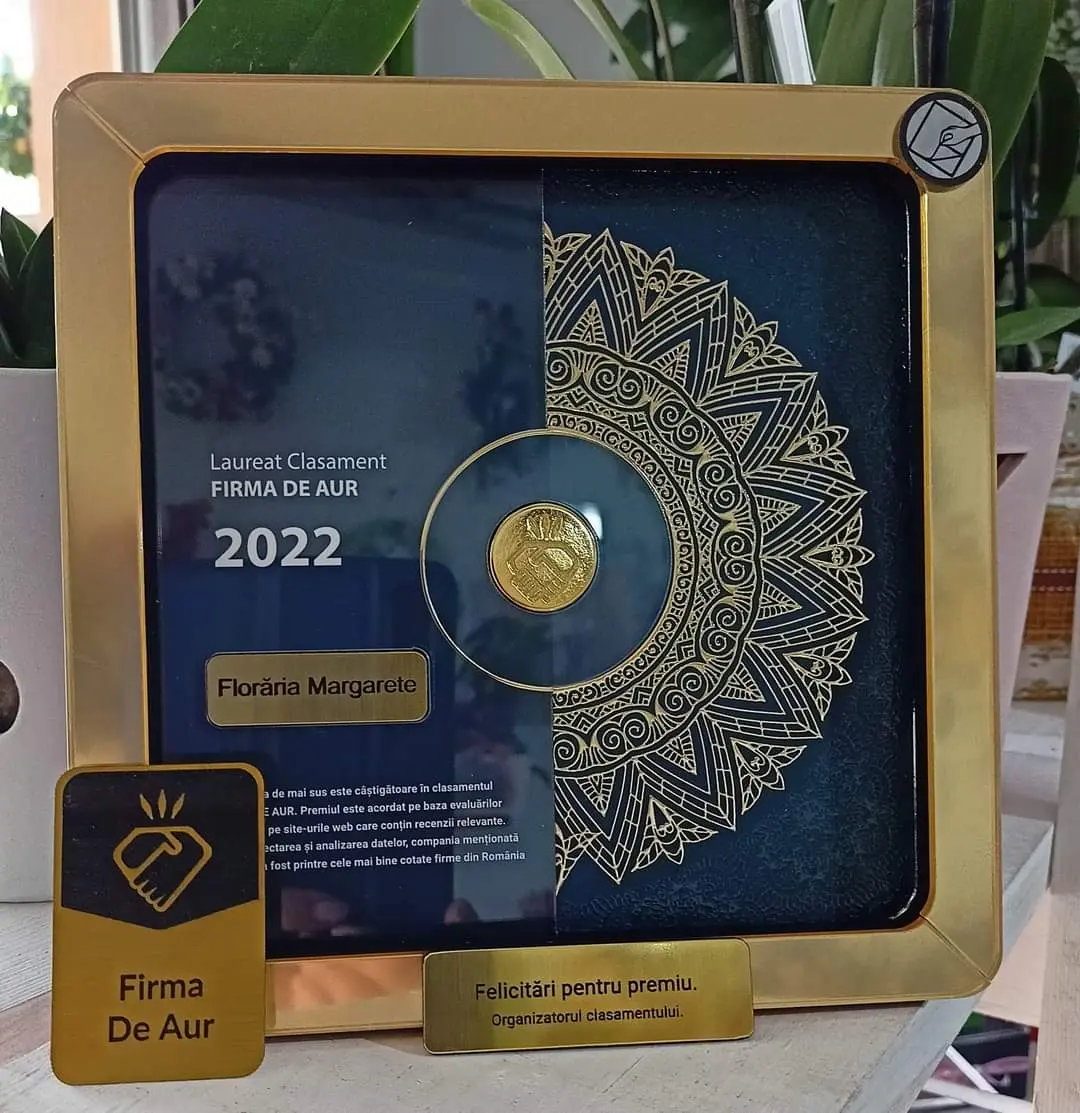 Laureat Clasament
FIRMA DE AUR
2022
Florăria Margarete
de mai sus este câștigătoare în clasamentul
AUR. Premiul este acordat pe baza evaluărilor
pe site-urile web care conțin recenzii relevante.
și analizarea datelor, compania menționată
fost printre cele mai bine cotate firme din România
Firma
De Aur
Felicitări pentru premiu.
Organizatorul clasamentului.